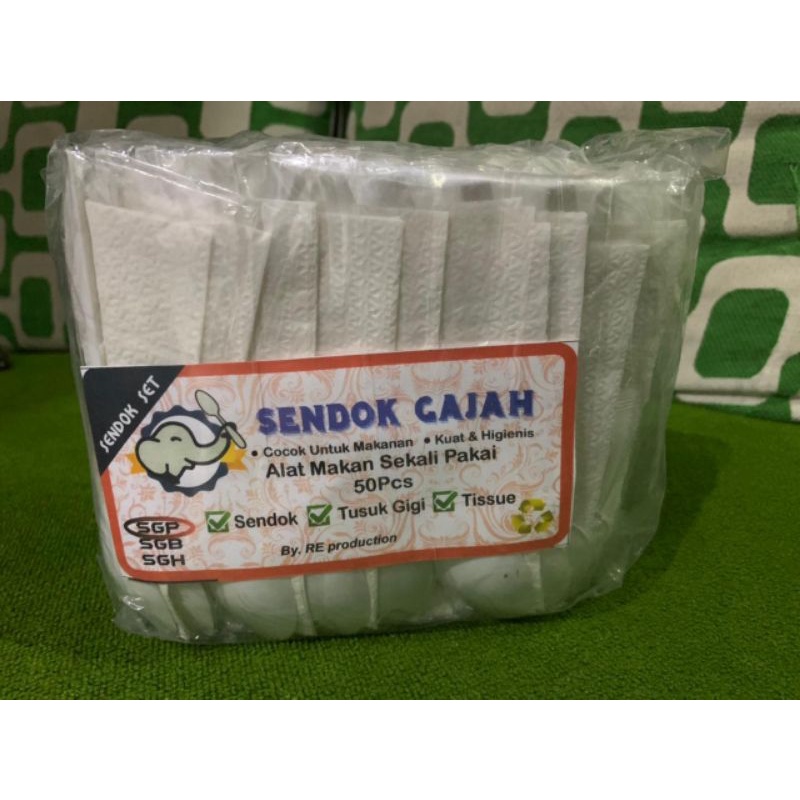 SENDOK SET
SENDOK GAJAH
• Cocok Untuk Makanan • Kuat & Higienis
Alat Makan Sekali Pakai
50Pcs
Sendok Tusuk Gigi Tissue
SGP
SGB
SGH
By. RE production